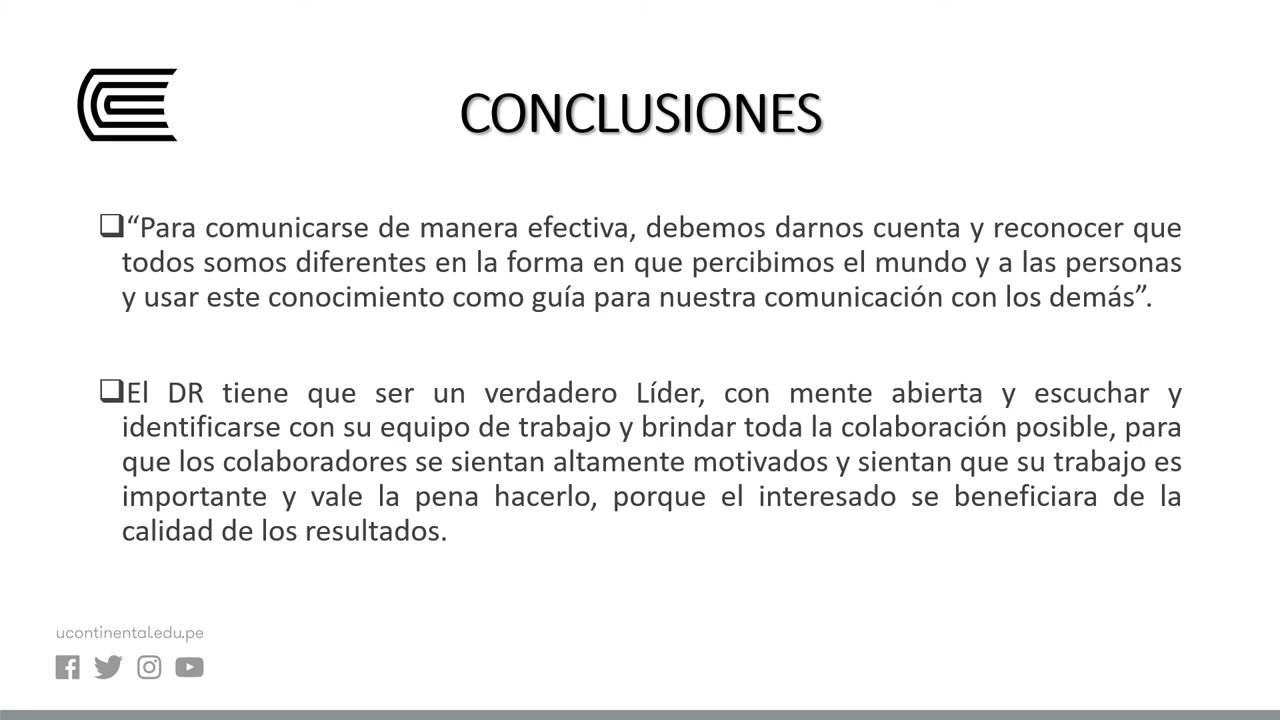 CONCLUSIONES
“Para comunicarse de manera efectiva, debemos darnos cuenta y reconocer que
todos somos diferentes en la forma en que percibimos el mundo y a las personas
y usar este conocimiento como guía para nuestra comunicación con los demás”.
El DR tiene que ser un verdadero Líder, con mente abierta y escuchar y
identificarse con su equipo de trabajo y brindar toda la colaboración posible, para
que los colaboradores se sientan altamente motivados y sientan que su trabajo es
importante y vale la pena hacerlo, porque el interesado se beneficiara de la
calidad de los resultados.
ucontinental.edu.pe